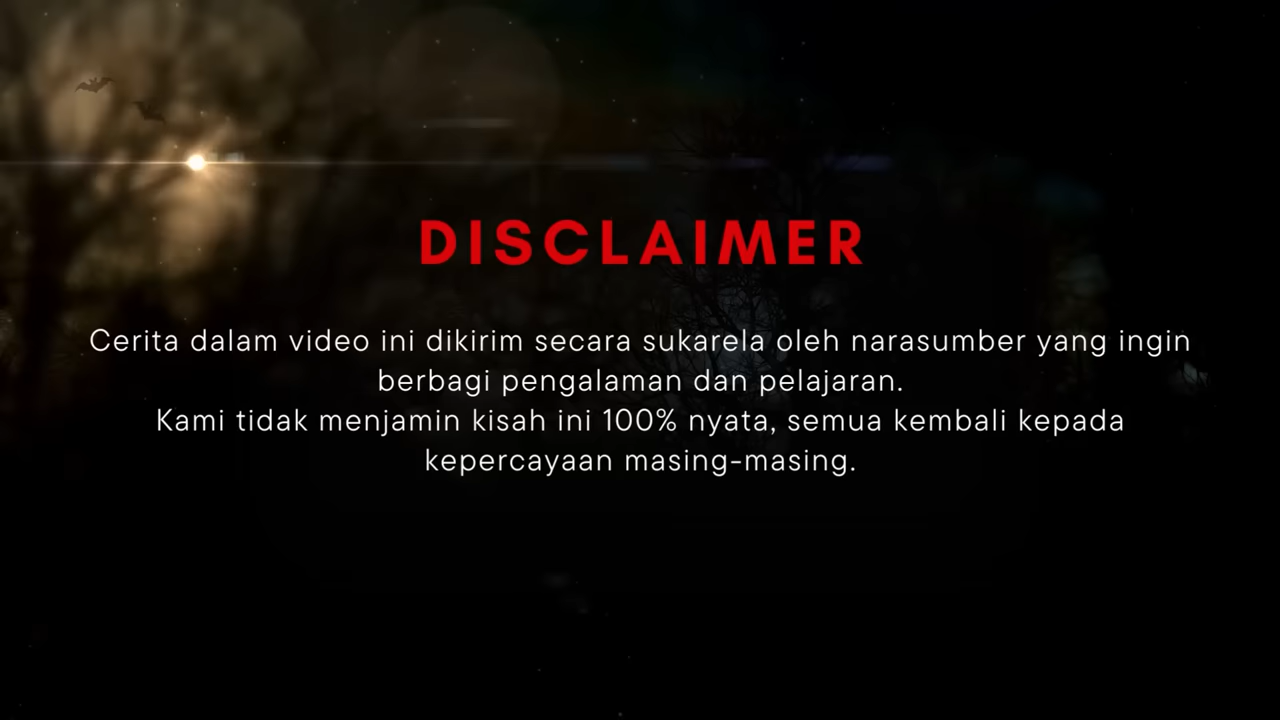 DISCLAIMER
Cerita dalam video ini dikirim secara sukarela oleh narasumber yang ingin
berbagi pengalaman dan pelajaran.
Kami tidak menjamin kisah ini 100% nyata, semua kembali kepada
kepercayaan masing-masing.